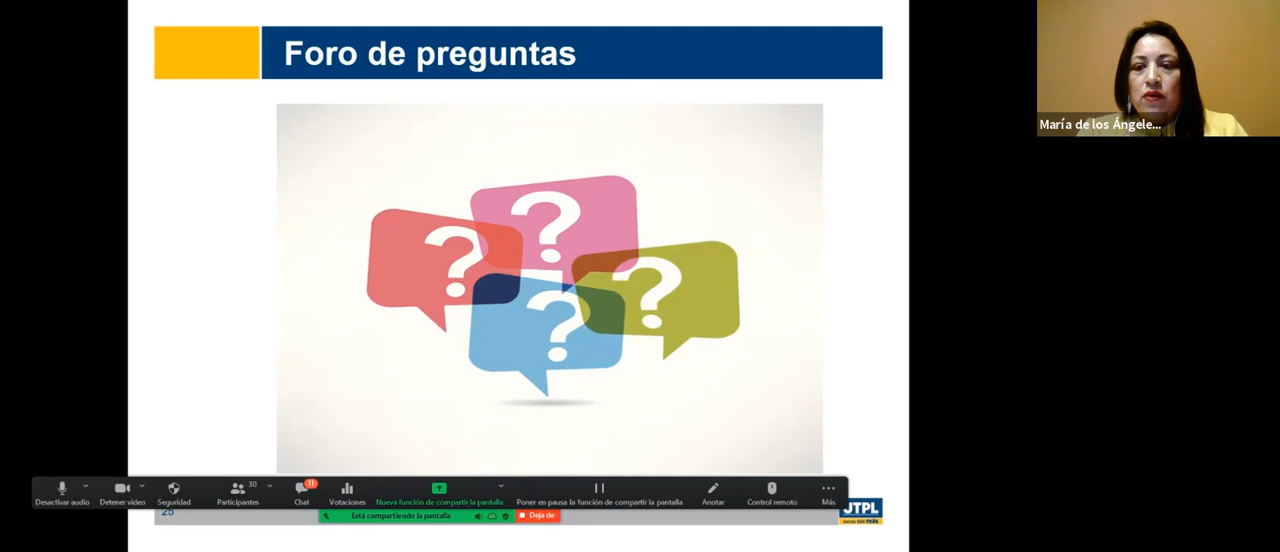 Foro de preguntas
María de los Ángele...
? ? ? ?
30
11
Desactivar audio
Detener video
Seguridad
Participantes
Chat
Votaciones
Nueva función de compartir la pantalla
Poner en pausa la función de compartir la pantalla
Anotar
Control remoto
Más
Está compartiendo la pantalla
Deja de
25
UTPL